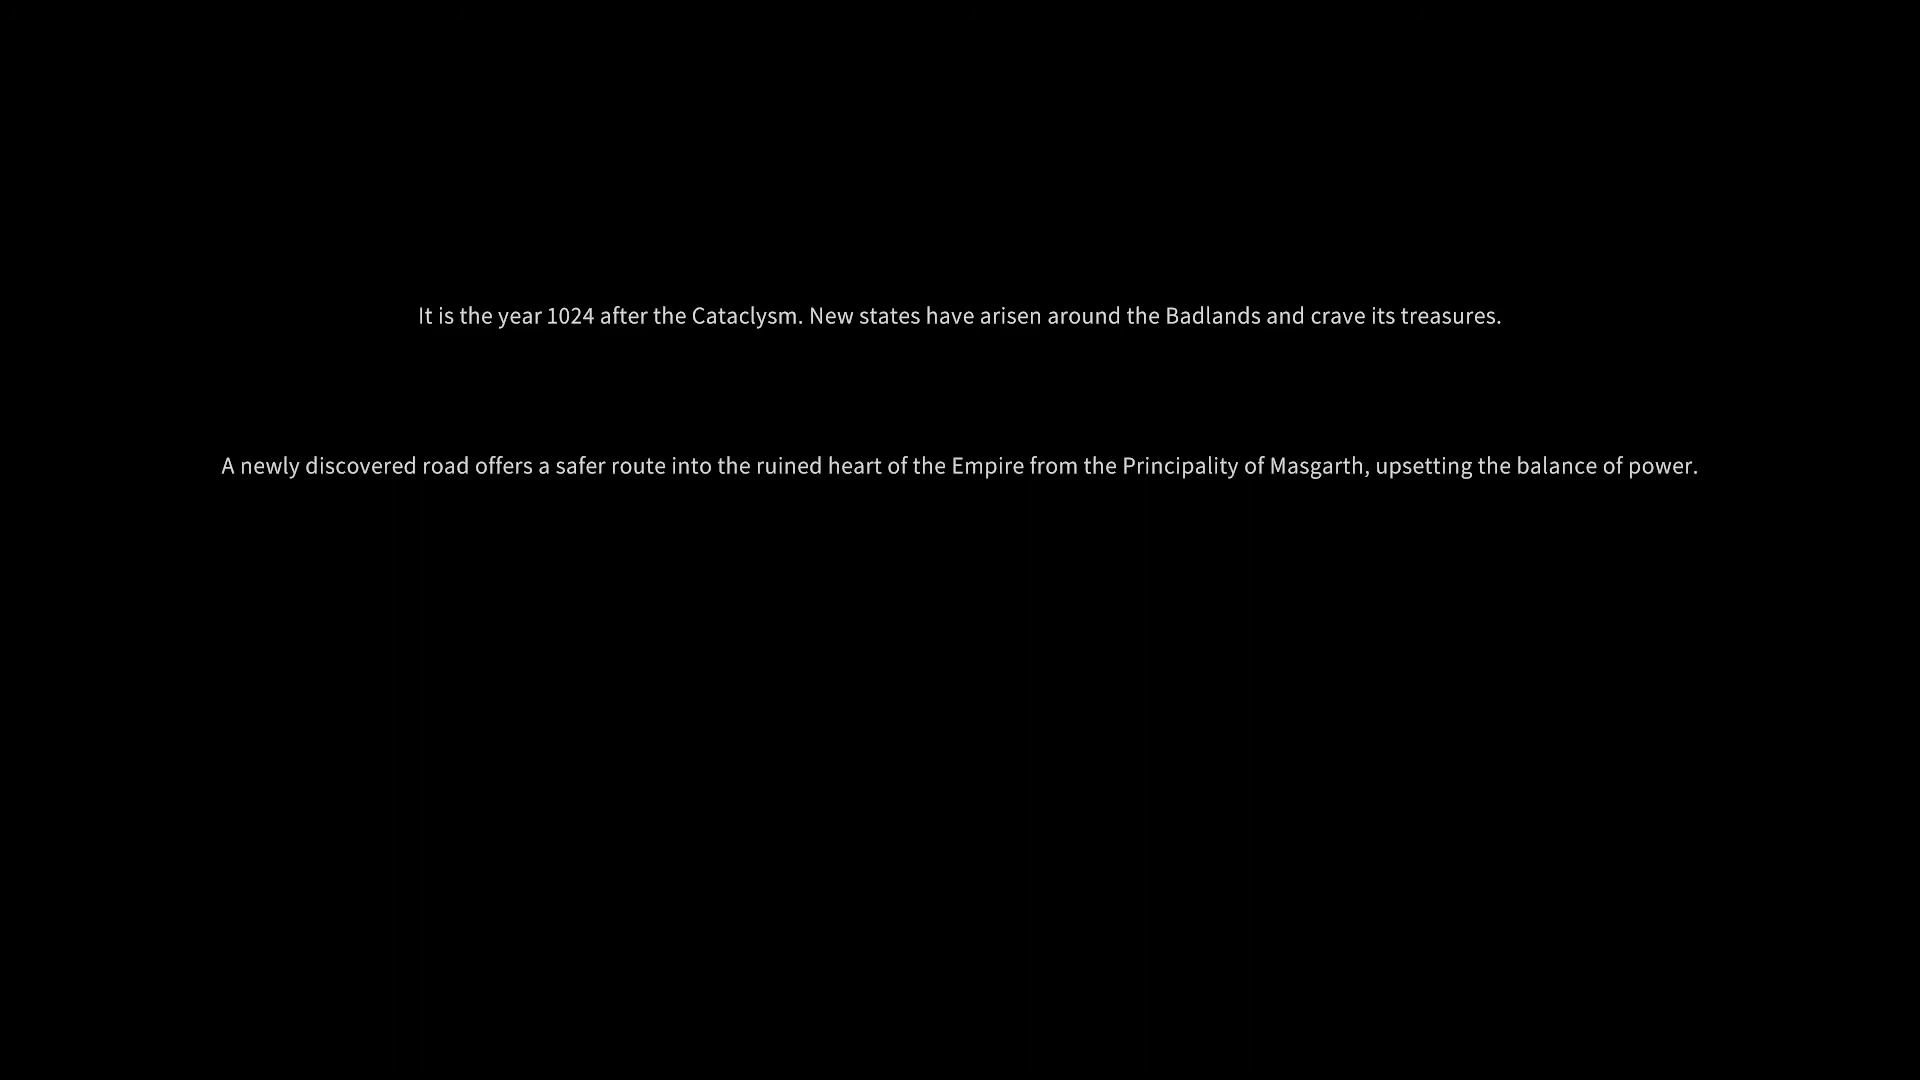 It is the year 1024 after the Cataclysm. New states have arisen around the Badlands and crave its treasures.
A newly discovered road offers a safer route into the ruined heart of the Empire from the Principality of Masgarth, upsetting the balance of power.